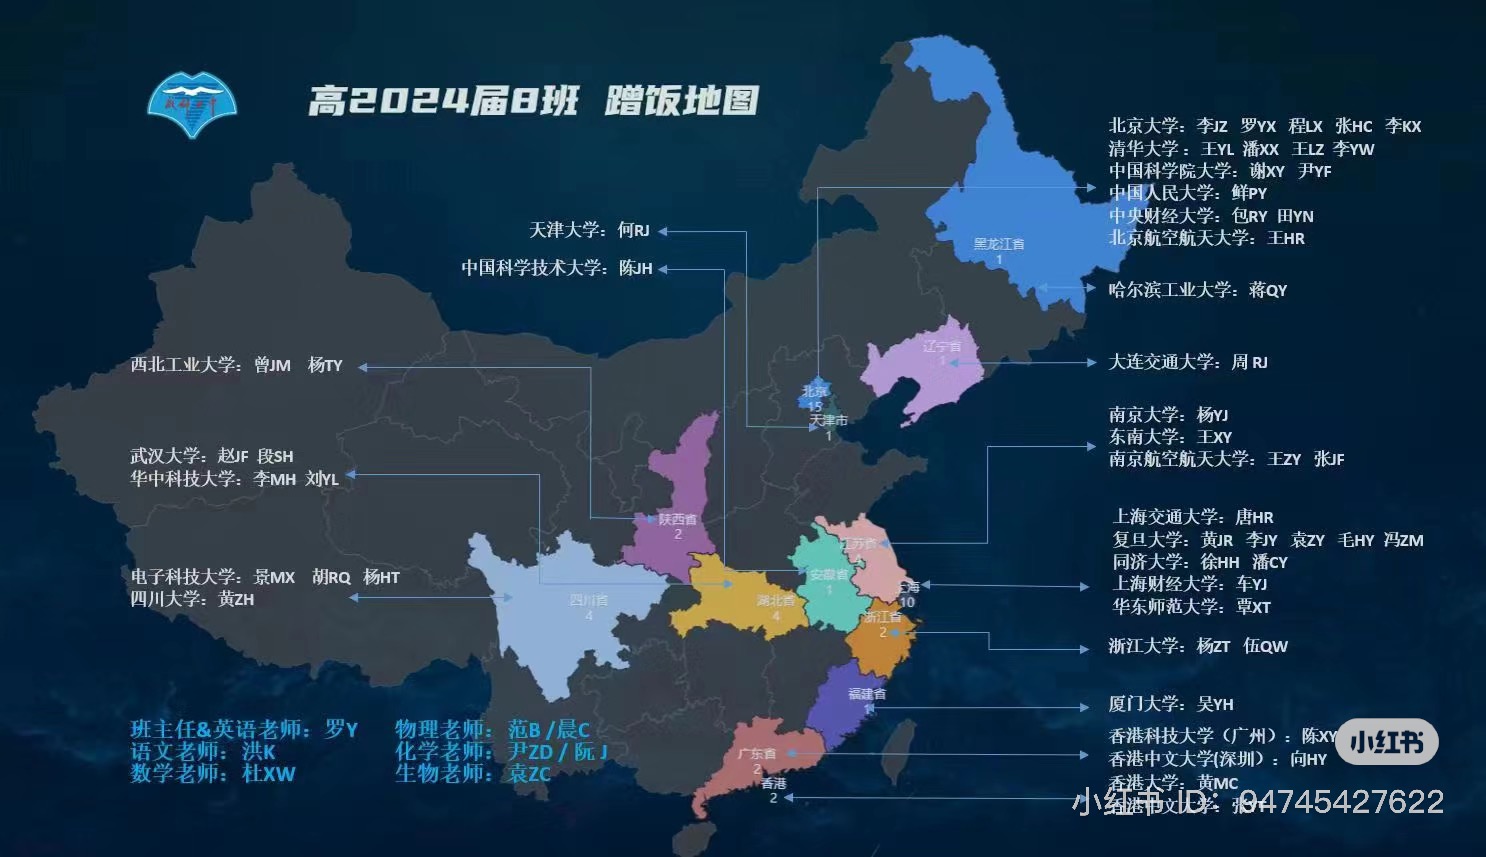 高2024届8班 蹭饭地图
北京大学：李JZ 罗YX 程LX 张HC 李KX
清华大学：王YL 潘XX 王LZ 李YW
中国科学院大学：谢XY 尹YF
中国人民大学：鲜PY
中央财经大学：包RY 田YN
北京航空航天大学：王HR
天津大学：何RJ
中国科学技术大学：陈JH
黑龙江省
1
哈尔滨工业大学：蒋QY
辽宁省
1
大连交通大学：周 RJ
西北工业大学：曾JM 杨TY
北京
15
天津市
1
南京大学：杨YJ
东南大学：王XY
南京航空航天大学：王ZY 张JF
武汉大学：赵JF 段SH
华中科技大学：李MH 刘YL
陕西省
2
江苏省
4
上海交通大学：唐HR
复旦大学：黄JR 李JY 袁ZY 毛HY 冯ZM
同济大学：徐HH 潘CY
上海财经大学：车YJ
华东师范大学：覃XT
电子科技大学：景MX 胡RQ 杨HT
四川大学：黄ZH
四川省
4
湖北省
4
安徽省
1
上海
10
浙江省
2
浙江大学：杨ZT 伍QW
福建省
1
厦门大学：吴YH
班主任&英语老师：罗Y 物理老师：范B /晨C
语文老师：洪K 化学老师：尹ZD / 阮 J
数学老师：杜XW 生物老师：袁ZC
广东省
2
香港
2
香港科技大学（广州）：陈XY
香港中文大学(深圳）：向HY
香港大学：黄MC
香港中文大学：张
小红书
小红书 ID：94745427622